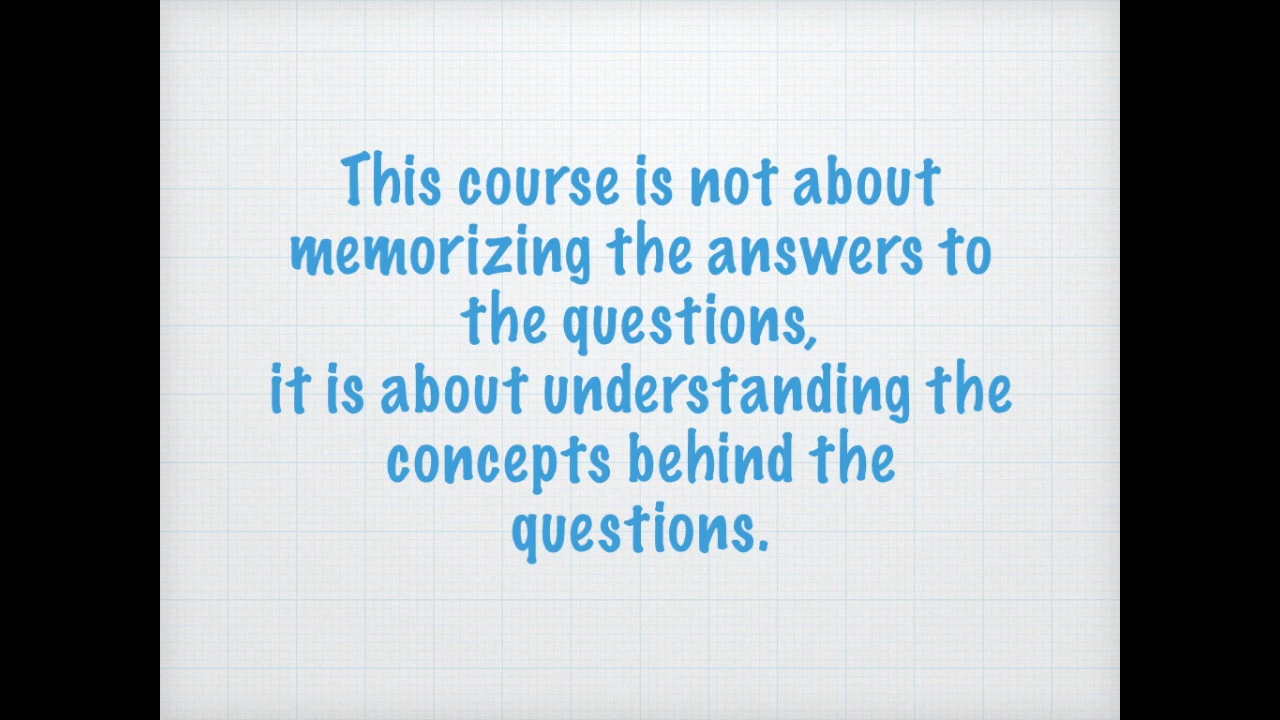 This course is not about
memorizing the answers to
the questions,
it is about understanding the
concepts behind the
questions.